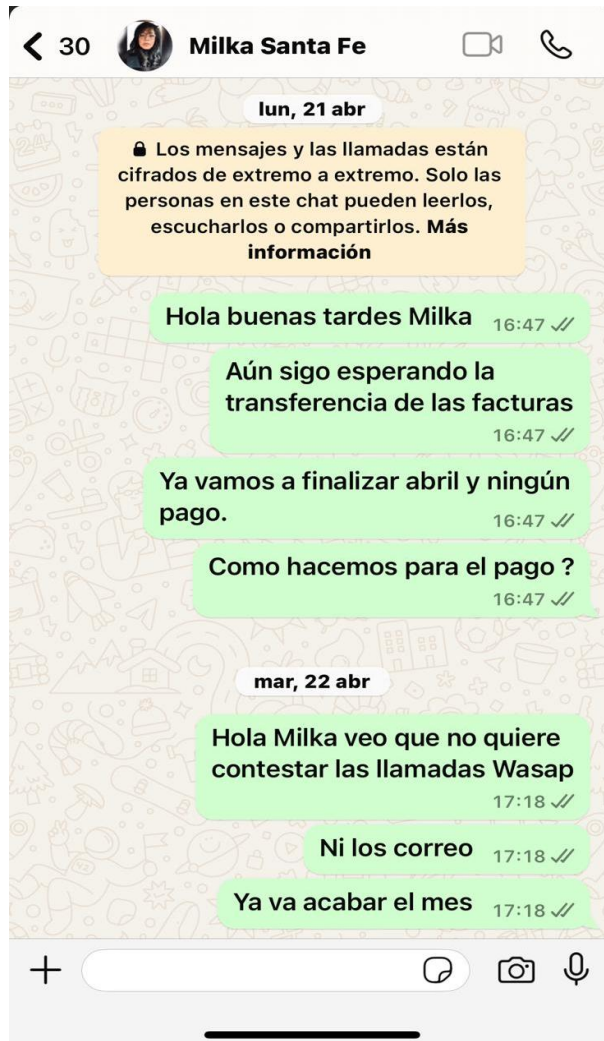 30
Milka Santa Fe
lun, 21 abr
Los mensajes y las llamadas están
cifrados de extremo a extremo. Solo las
personas en este chat pueden leerlos,
escucharlos o compartirlos. Más
información
Hola buenas tardes Milka 16:47
Aún sigo esperando la
transferencia de las facturas
16:47
Ya vamos a finalizar abril y ningún
pago. 16:47
Como hacemos para el pago ?
16:47
mar, 22 abr
Hola Milka veo que no quiere
contestar las llamadas Wasap
17:18
Ni los correo 17:18
Ya va acabar el mes 17:18